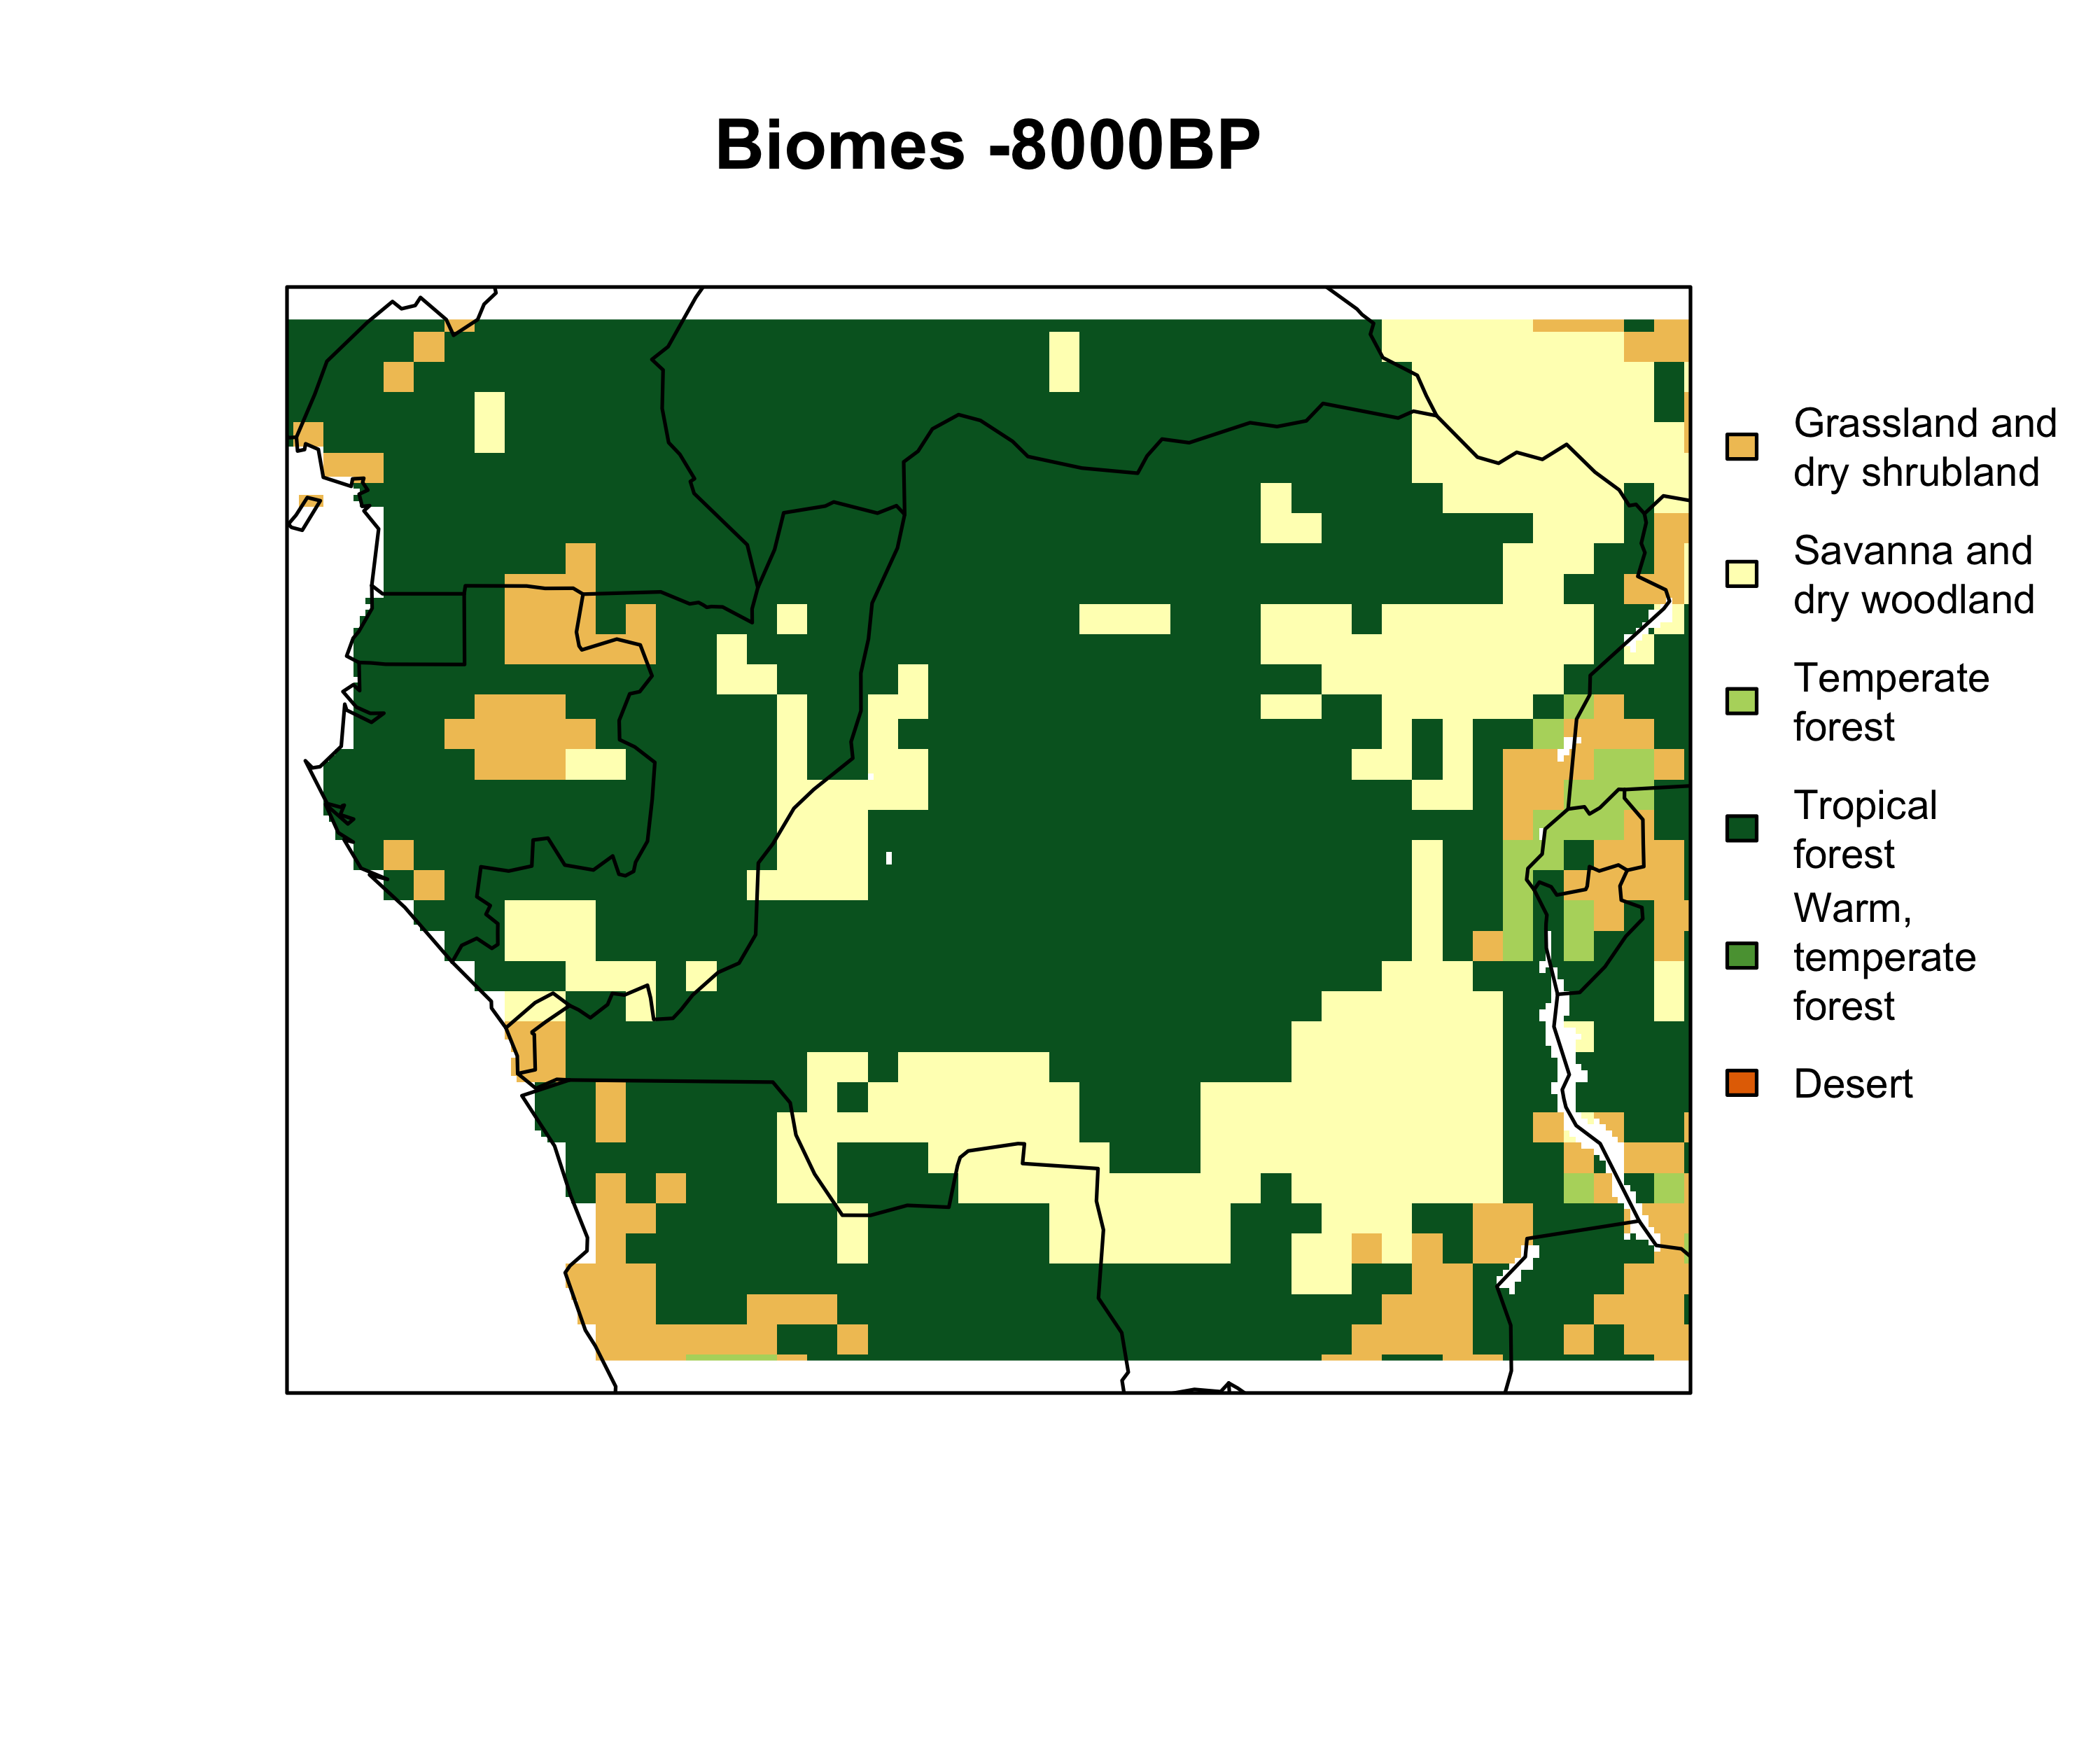 Biomes -8000BP
Grassland and
dry shrubland
Savanna and
dry woodland
Temperate
forest
Tropical
forest
Warm,
temperate
forest
Desert